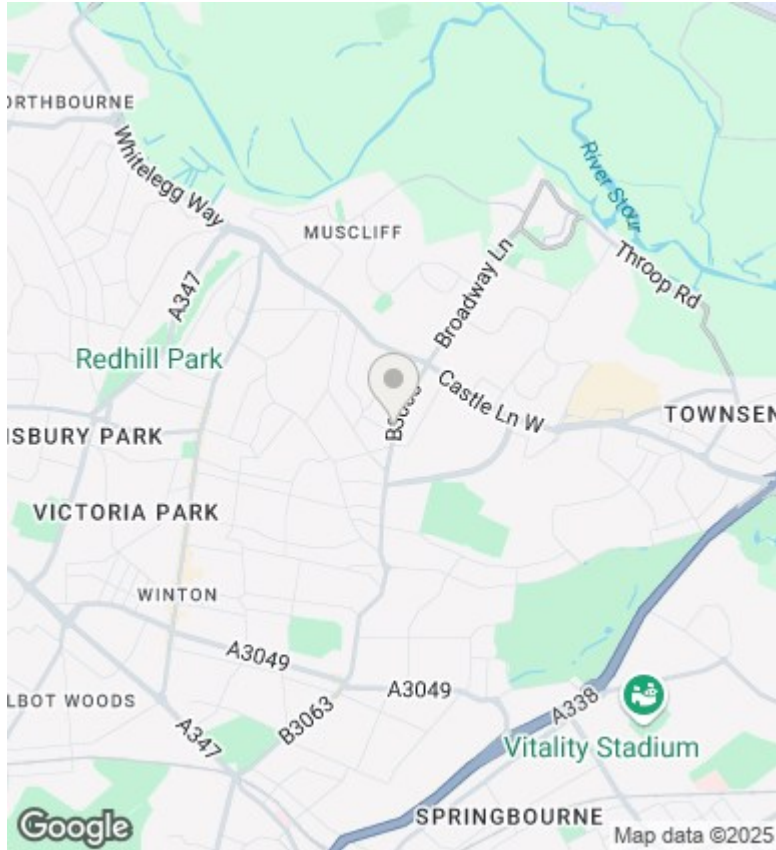 ORTHBOURNE
Whitelegg Way
MUSCLIFF
River Stour
A347
Broadway Ln
Throop Rd
Redhill Park
Castle Ln W
TOWNSEN
ISBURY PARK
VICTORIA PARK
WINTON
A3049
A3049
LBOT WOODS
B3063
A338
A347
Vitality Stadium
SPRINGBOURNE
Google
Map data ©2025